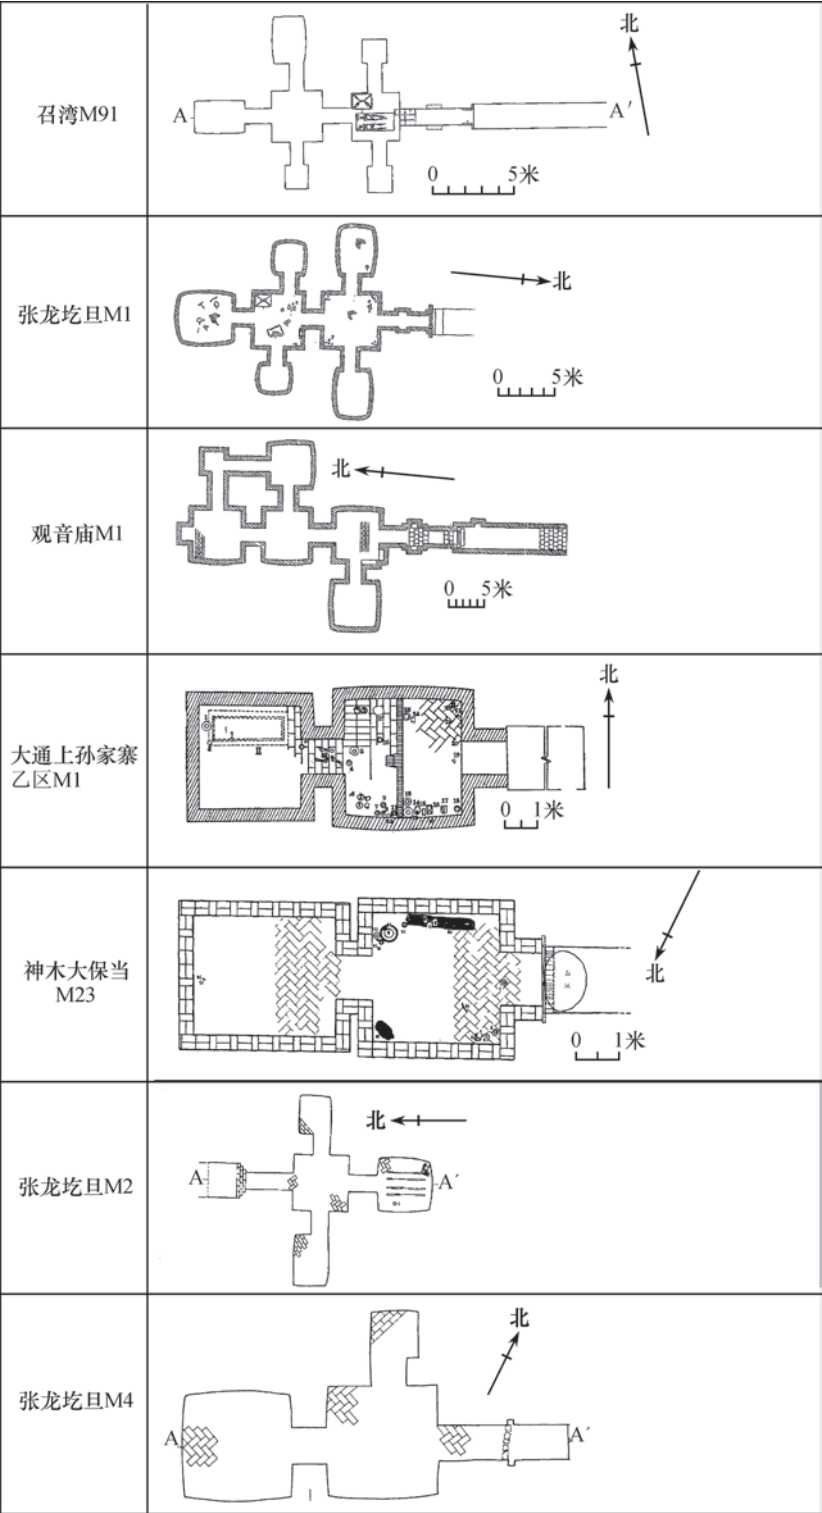 召湾M91
A
A′
北
0 5米
张龙圪旦M1
北
0 5米
观音庙M1
北
0 5米
大通上孙家寨
乙区M1
北
I
II
0 1米
神木大保当
M23
北
0 1米
张龙圪旦M2
北
A
A′
张龙圪旦M4
北
A
A′